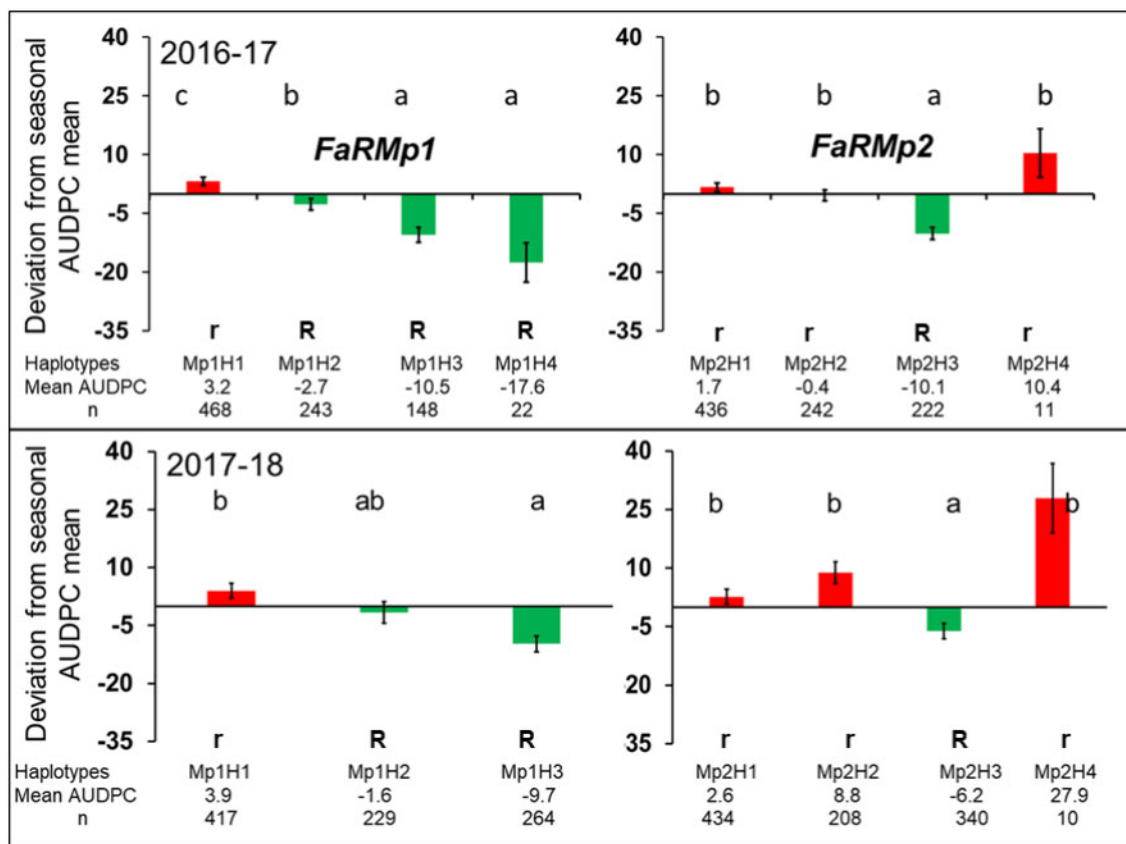 2016-17
Deviation from seasonal
AUDPC mean
40
25
10
-5
-20
-35
c b a a
FaRMp1
r R R R
40
25
10
-5
-20
-35
b b a b
FaRMp2
r r R r
Haplotypes Mp1H1 Mp1H2 Mp1H3 Mp1H4 Mp2H1 Mp2H2 Mp2H3 Mp2H4
Mean AUDPC 3.2 -2.7 -10.5 -17.6 1.7 -0.4 -10.1 10.4
n 468 243 148 22 436 242 222 11
2017-18
Deviation from seasonal
AUDPC mean
40
25
10
-5
-20
-35
b ab a
r R R
40
25
10
-5
-20
-35
b b a b
r r R r
Haplotypes Mp1H1 Mp1H2 Mp1H3 Mp2H1 Mp2H2 Mp2H3 Mp2H4
Mean AUDPC 3.9 -1.6 -9.7 2.6 8.8 -6.2 27.9
n 417 229 264 434 208 340 10